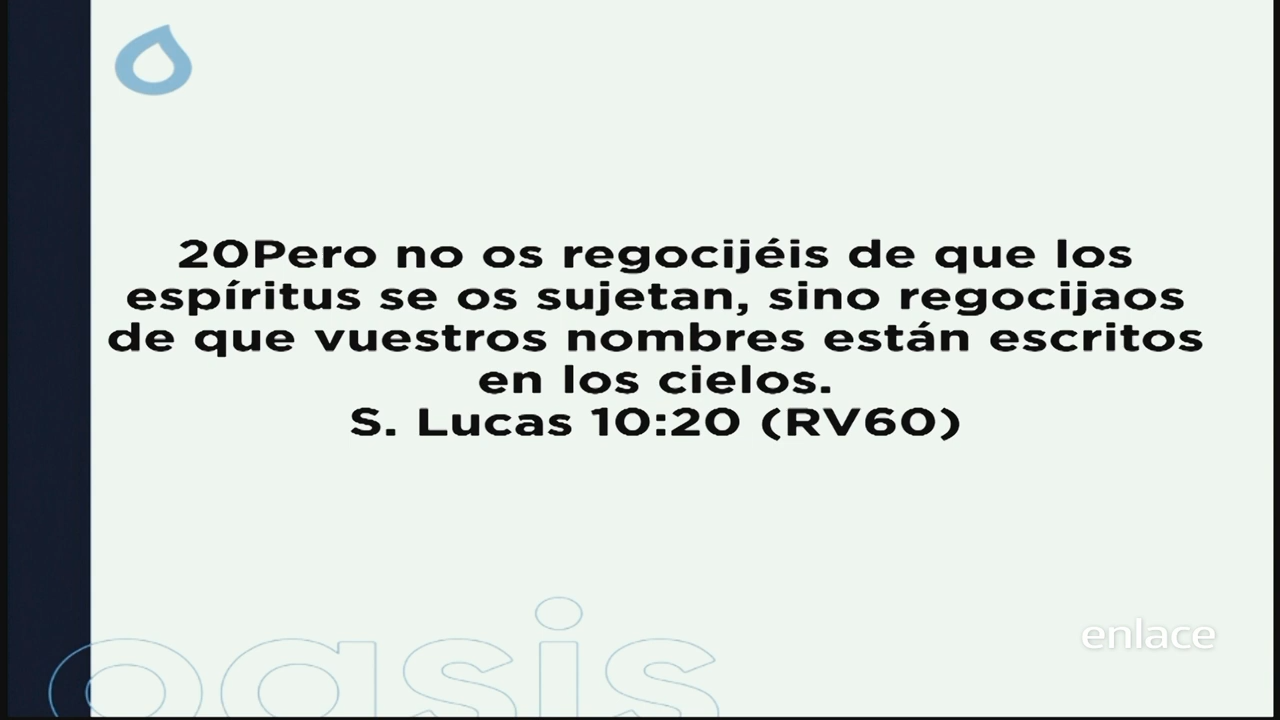 20Pero no os regocijéis de que los
espíritus se os sujetan, sino regocijaos
de que vuestros nombres están escritos
en los cielos.
S. Lucas 10:20 (RV60)
enlace
oasis